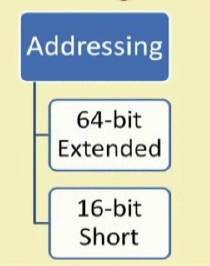 Addressing
64-bit
Extended
16-bit
Short